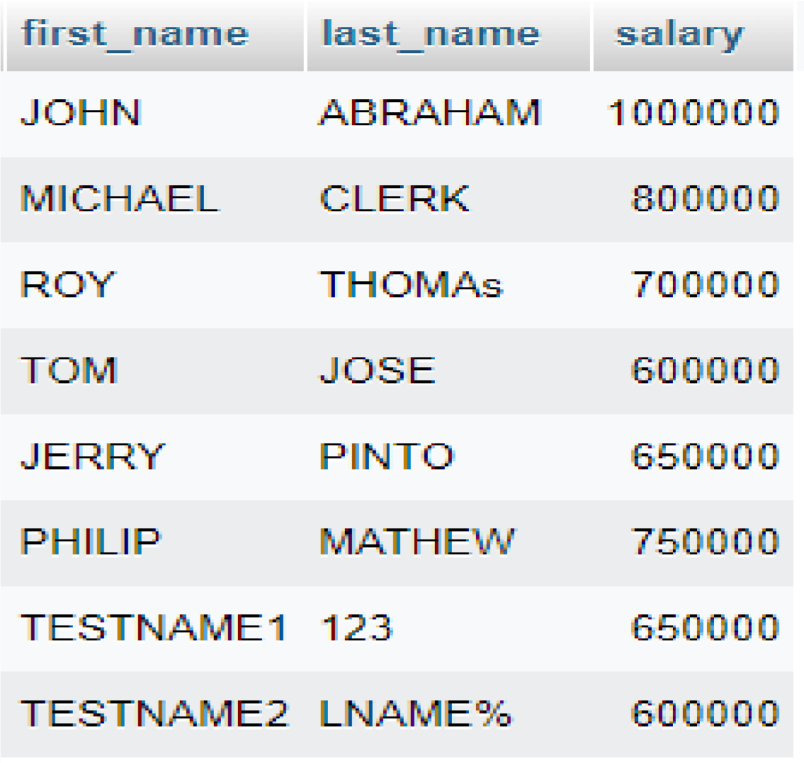 first_name last_name salary
JOHN ABRAHAM 1000000
MICHAEL CLERK 800000
ROY THOMAs 700000
TOM JOSE 600000
JERRY PINTO 650000
PHILIP MATHEW 750000
TESTNAME1 123 650000
TESTNAME2 LNAME% 600000